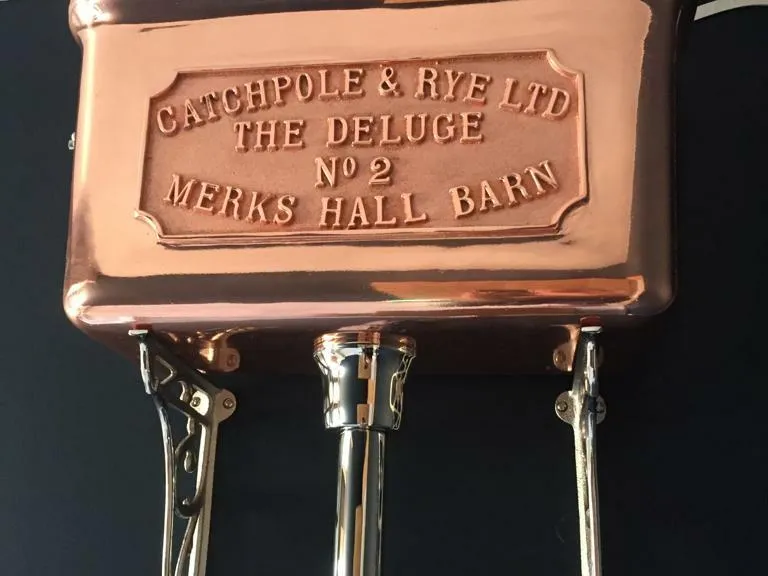 CATCHPOLE & RYE LTD
THE DELUGE
No 2
MERKS HALL BARN